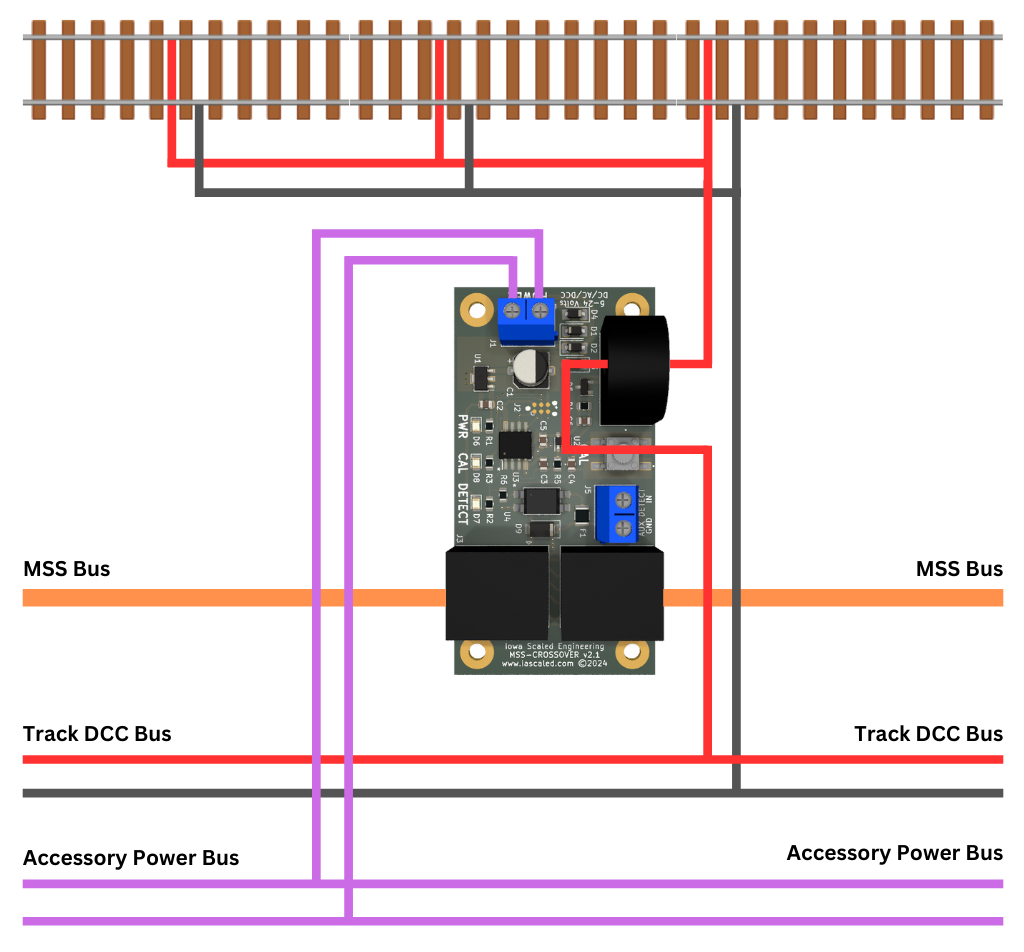 DC/AC/DCC
5-24 Volts
J1
D4
D1
D2
U1
C1
C2
J2
PWR
D6
R1
C5
U2
CAL
D8
R3
U3
C3
R5
C4
R6
DETECT
D7
R2
U4
J5
AUX DETECT
IN
GND
D9
F1
J3
MSS Bus
MSS Bus
Iowa Scaled Engineering
MSS-CROSSOVER v2.1
www.iascaled.com ©2024
Track DCC Bus
Track DCC Bus
Accessory Power Bus
Accessory Power Bus